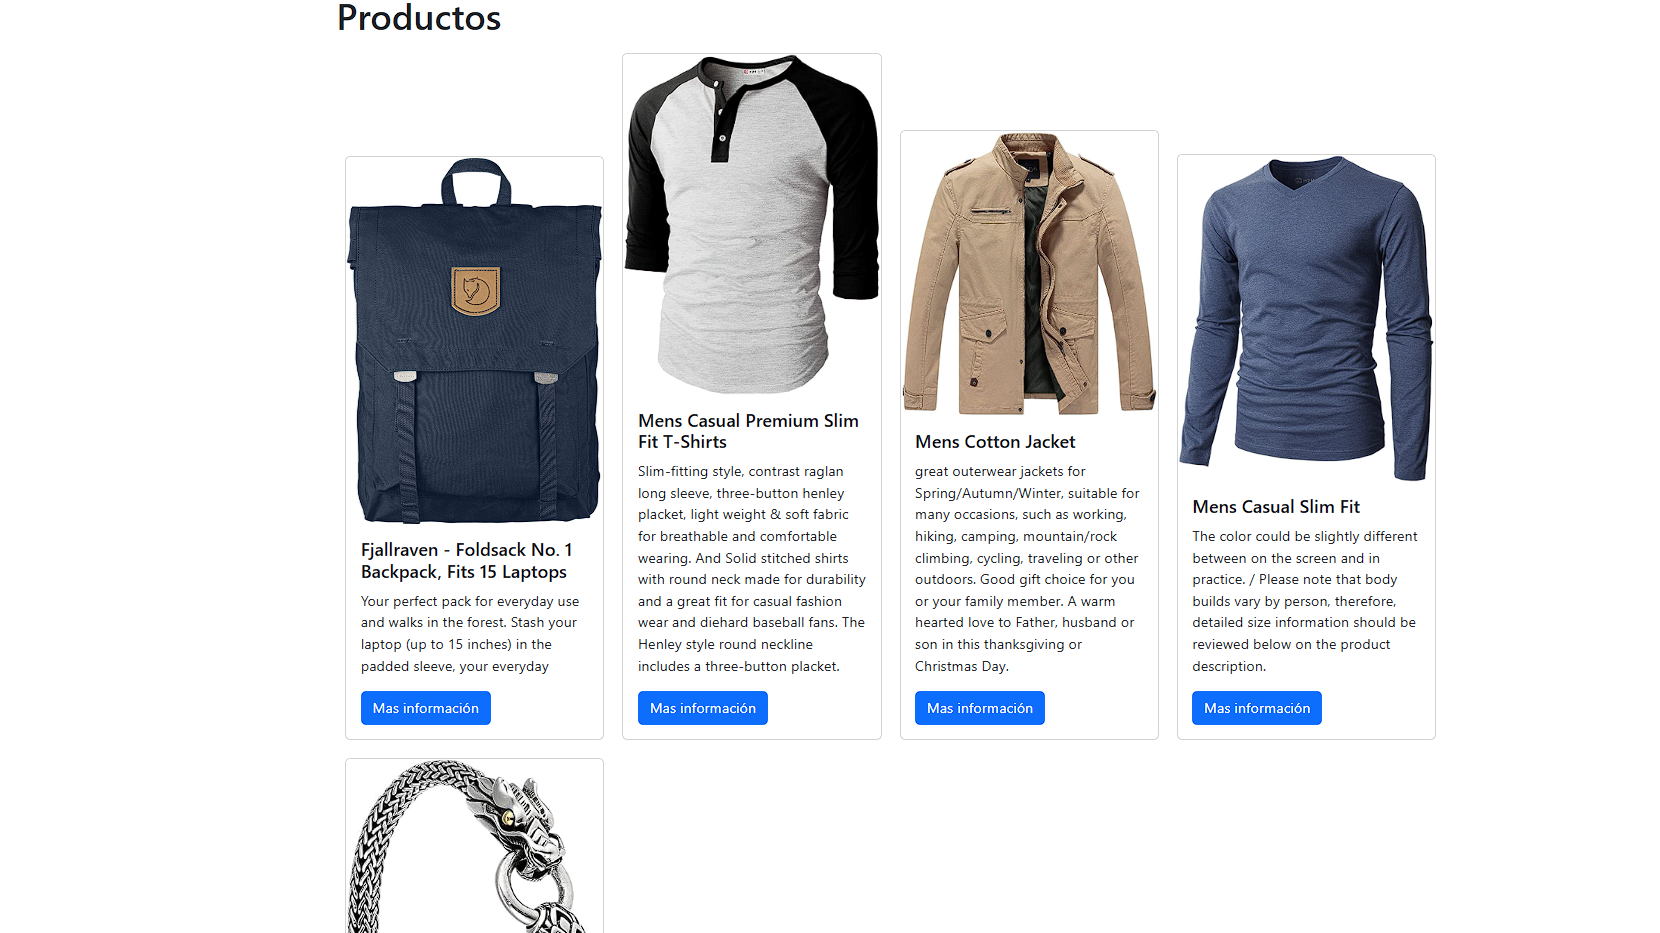 Productos
Fjallraven - Foldsack No. 1
Backpack, Fits 15 Laptops
Your perfect pack for everyday use
and walks in the forest. Stash your
laptop (up to 15 inches) in the
padded sleeve, your everyday
Mas información
Mens Casual Premium Slim
Fit T-Shirts
Slim-fitting style, contrast raglan
long sleeve, three-button henley
placket, light weight & soft fabric
for breathable and comfortable
wearing. And Solid stitched shirts
with round neck made for durability
and a great fit for casual fashion
wear and diehard baseball fans. The
Henley style round neckline
includes a three-button placket.
Mas información
Mens Cotton Jacket
great outerwear jackets for
Spring/Autumn/Winter, suitable for
many occasions, such as working,
hiking, camping, mountain/rock
climbing, cycling, traveling or other
outdoors. Good gift choice for you
or your family member. A warm
hearted love to Father, husband or
son in this thanksgiving or
Christmas Day.
Mas información
Mens Casual Slim Fit
The color could be slightly different
between on the screen and in
practice. / Please note that body
builds vary by person, therefore,
detailed size information should be
reviewed below on the product
description.
Mas información